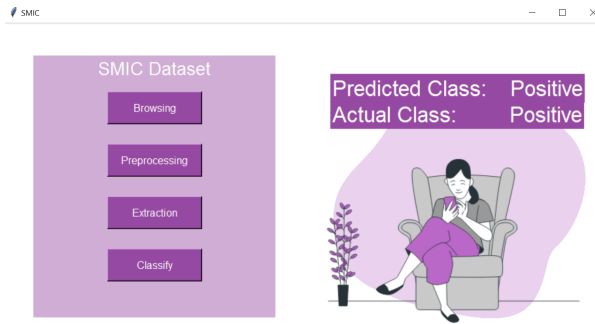 SMIC
SMIC Dataset
Browsing
Preprocessing
Extraction
Classify
Predicted Class: Positive
Actual Class: Positive